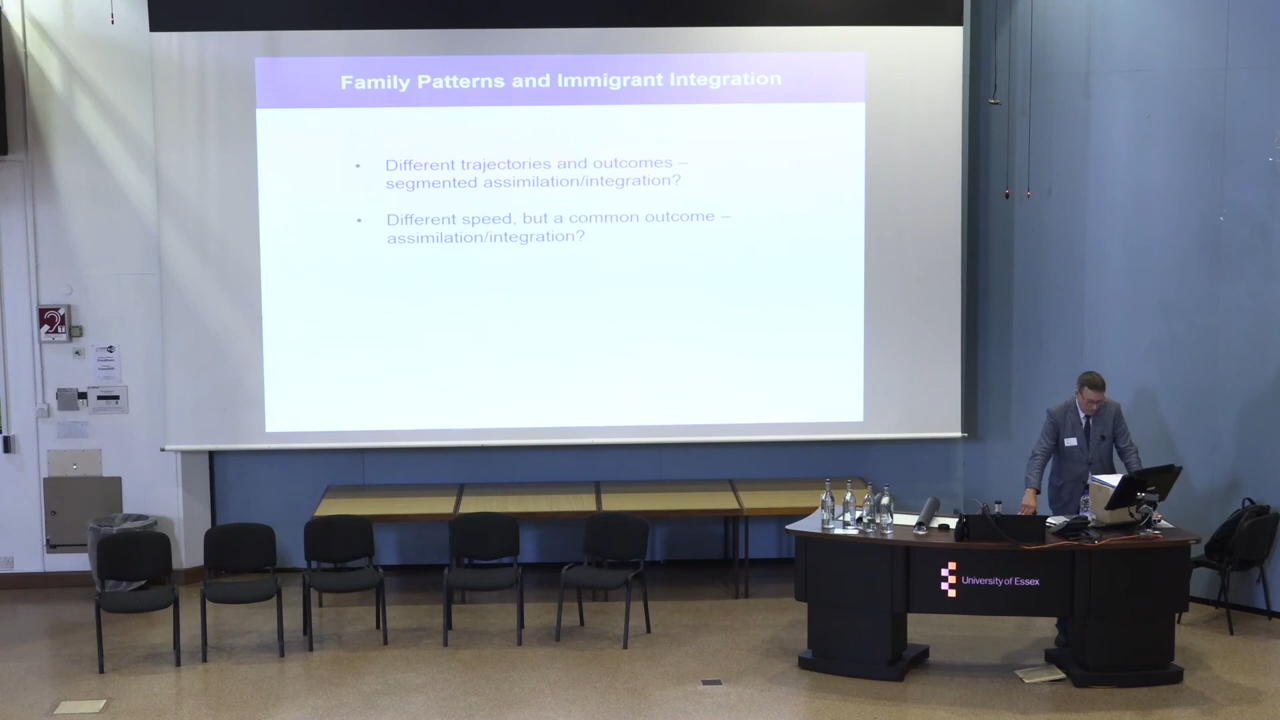 Family Patterns and Immigrant Integration
• Different trajectories and outcomes –
segmented assimilation/integration?
• Different speed, but a common outcome –
assimilation/integration?
University of Essex